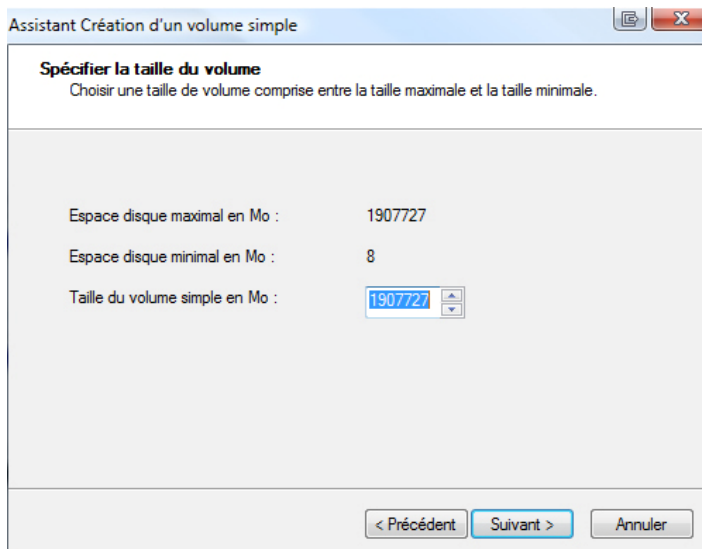 Assistant Création d'un volume simple
Spécifier la taille du volume
Choisir une taille de volume comprise entre la taille maximale et la taille minimale.
Espace disque maximal en Mo : 1907727
Espace disque minimal en Mo : 8
Taille du volume simple en Mo : 1907727
< Précédent Suivant > Annuler